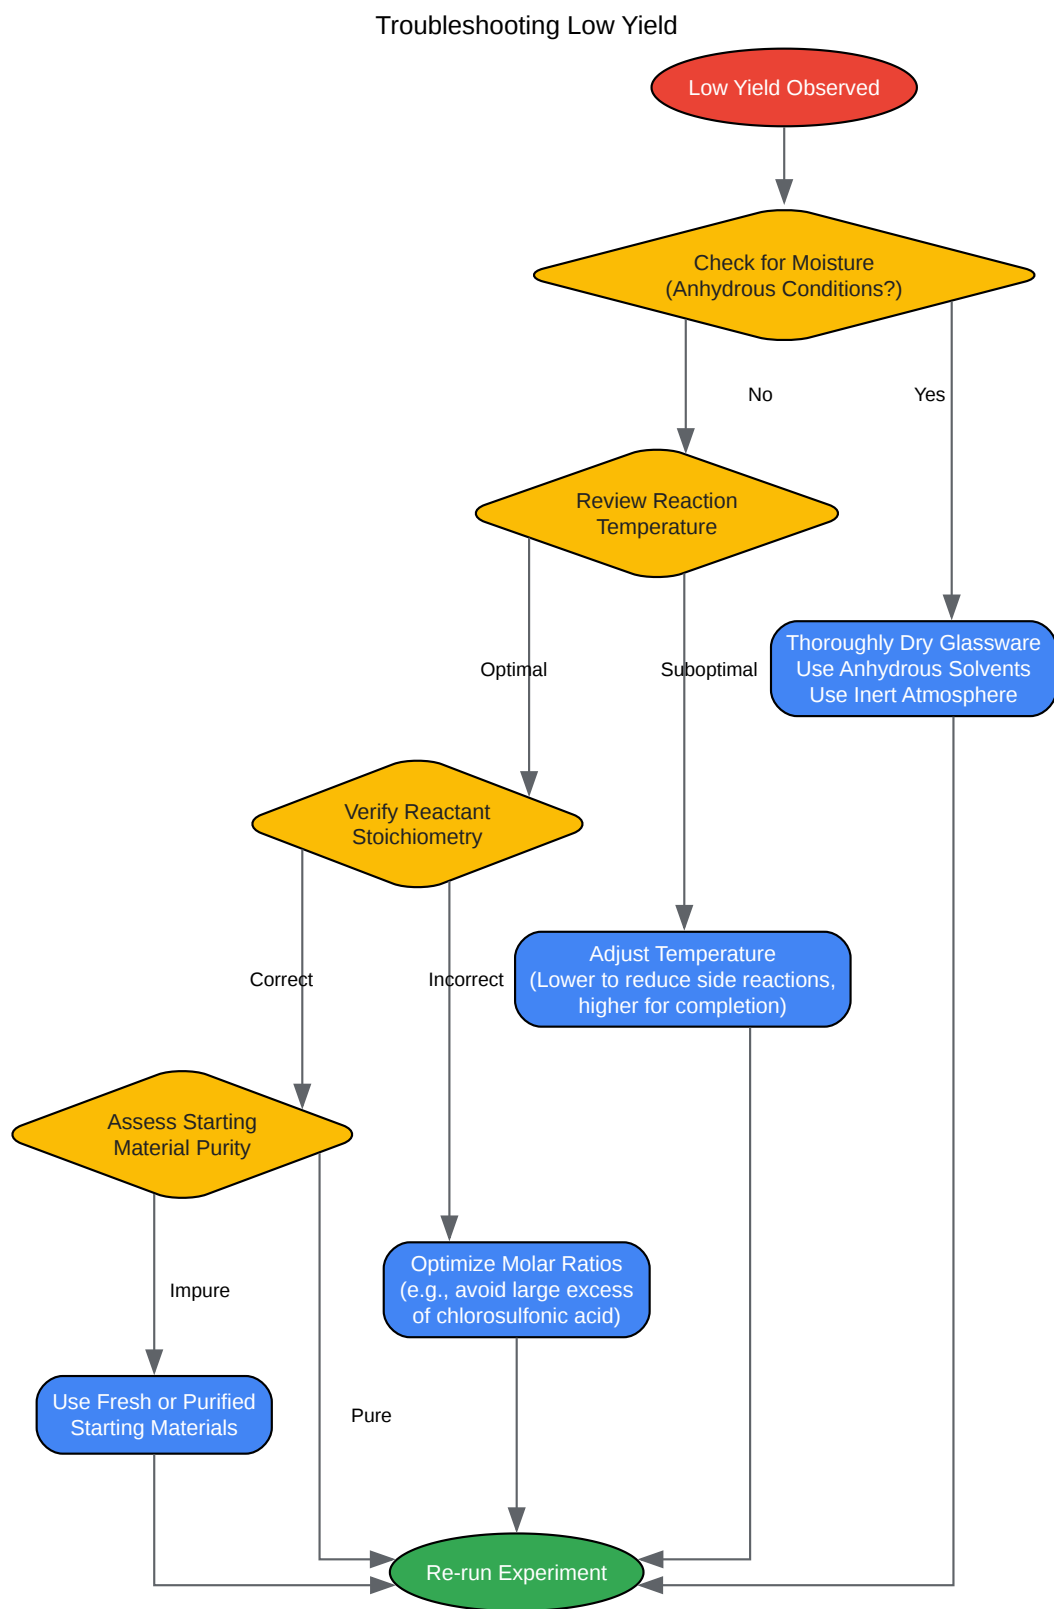 Troubleshooting Low Yield
Low Yield Observed
Check for Moisture
(Anhydrous Conditions?)
No
Yes
Review Reaction
Temperature
Optimal
Suboptimal
Thoroughly Dry Glassware
Use Anhydrous Solvents
Use Inert Atmosphere
Verify Reactant
Stoichiometry
Correct
Incorrect
Adjust Temperature
(Lower to reduce side reactions,
higher for completion)
Assess Starting
Material Purity
Impure
Optimize Molar Ratios
(e.g., avoid large excess
of chlorosulfonic acid)
Use Fresh or Purified
Starting Materials
Pure
Re-run Experiment